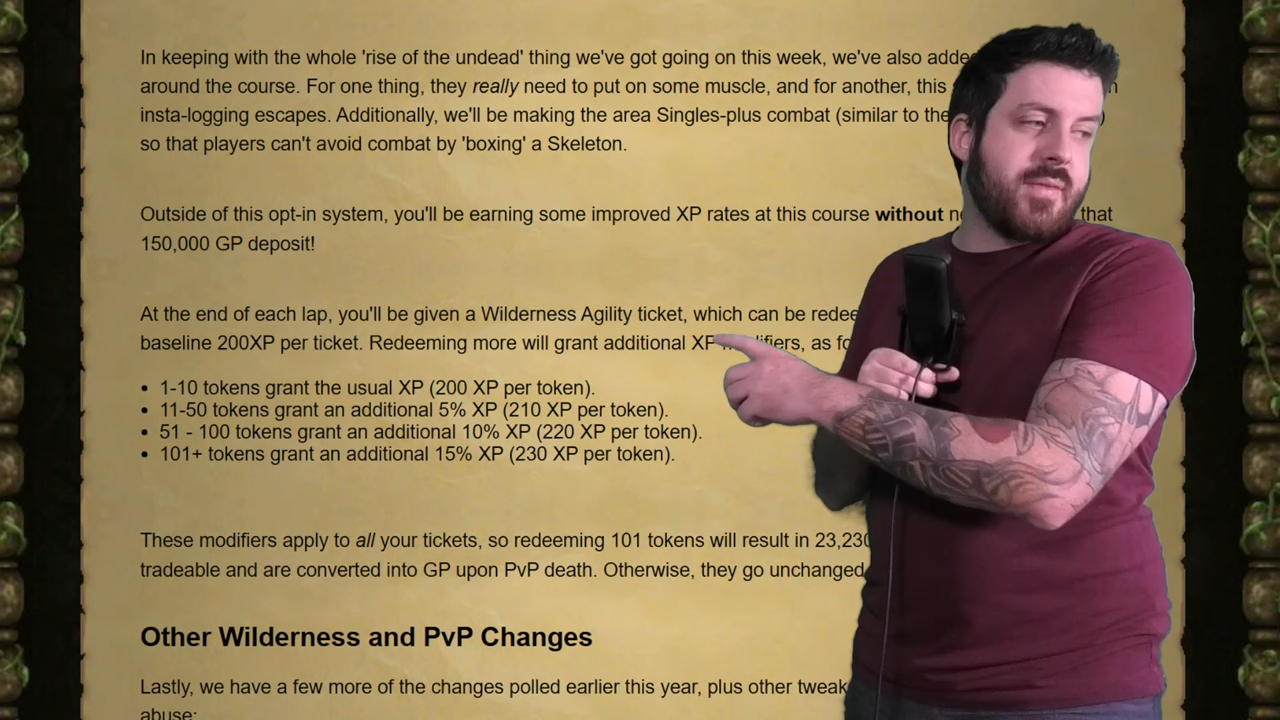 In keeping with the whole 'rise of the undead' thing we've got going on this week, we've also added
around the course. For one thing, they really need to put on some muscle, and for another, this
insta-logging escapes. Additionally, we'll be making the area Singles-plus combat (similar to the
so that players can't avoid combat by 'boxing' a Skeleton.
Outside of this opt-in system, you'll be earning some improved XP rates at this course without that
150,000 GP deposit!
At the end of each lap, you'll be given a Wilderness Agility ticket, which can be
baseline 200XP per ticket. Redeeming more will grant additional XP modifiers, as
• 1-10 tokens grant the usual XP (200 XP per token).
• 11-50 tokens grant an additional 5% XP (210 XP per token).
• 51 - 100 tokens grant an additional 10% XP (220 XP per token).
• 101+ tokens grant an additional 15% XP (230 XP per token).
These modifiers apply to all your tickets, so redeeming 101 tokens will result in 23,230
tradeable and are converted into GP upon PvP death. Otherwise, they go unchanged
Other Wilderness and PvP Changes
Lastly, we have a few more of the changes polled earlier this year, plus other
abuse: